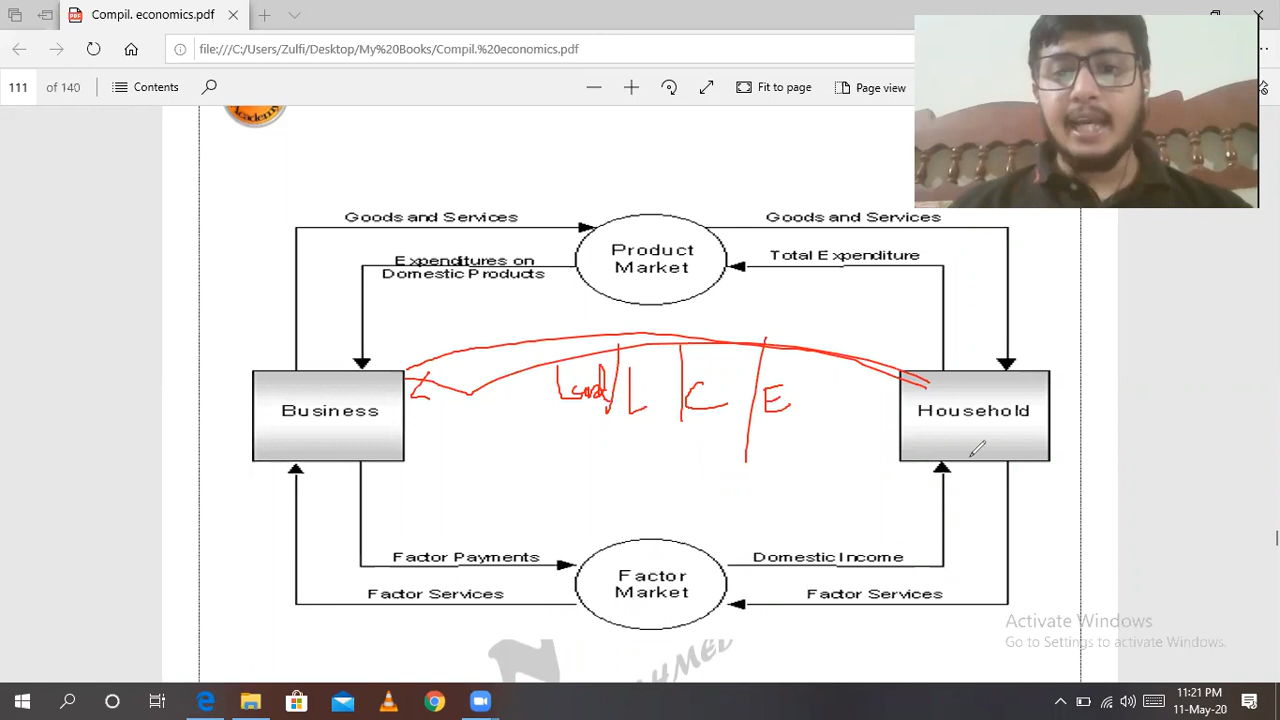 Compil. economics.pdf
file:///C:/Users/Zulfi/Desktop/My%20Books/Compil.%20economics.pdf
111 of 140 Contents Fit to page Page view
Academy
Goods and Services Goods and Services
Product
Market
Expenditures on
Domestic Products
Total Expenditure
Land L C E
Business Household
Factor Payments Domestic Income
Factor
Market
Factor Services Factor Services
Activate Windows
Go to Settings to activate Windows.
AHMED
11:21 PM
11-May-20